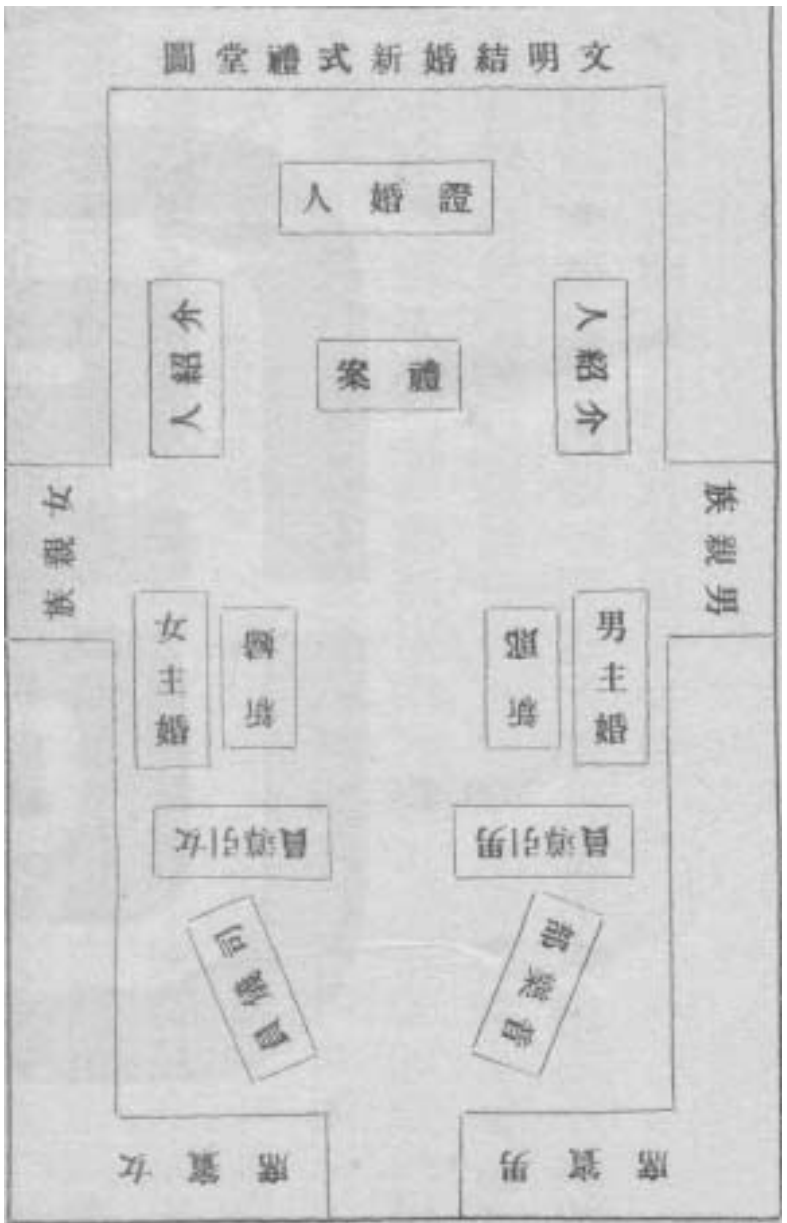 文明結婚新式禮堂圖
證婚人
介紹人
介紹人
禮案
女親族
男親族
女主婚
新
新
男主婚
女引導員
男引導員
司儀員
音樂部
女賓席
男賓席